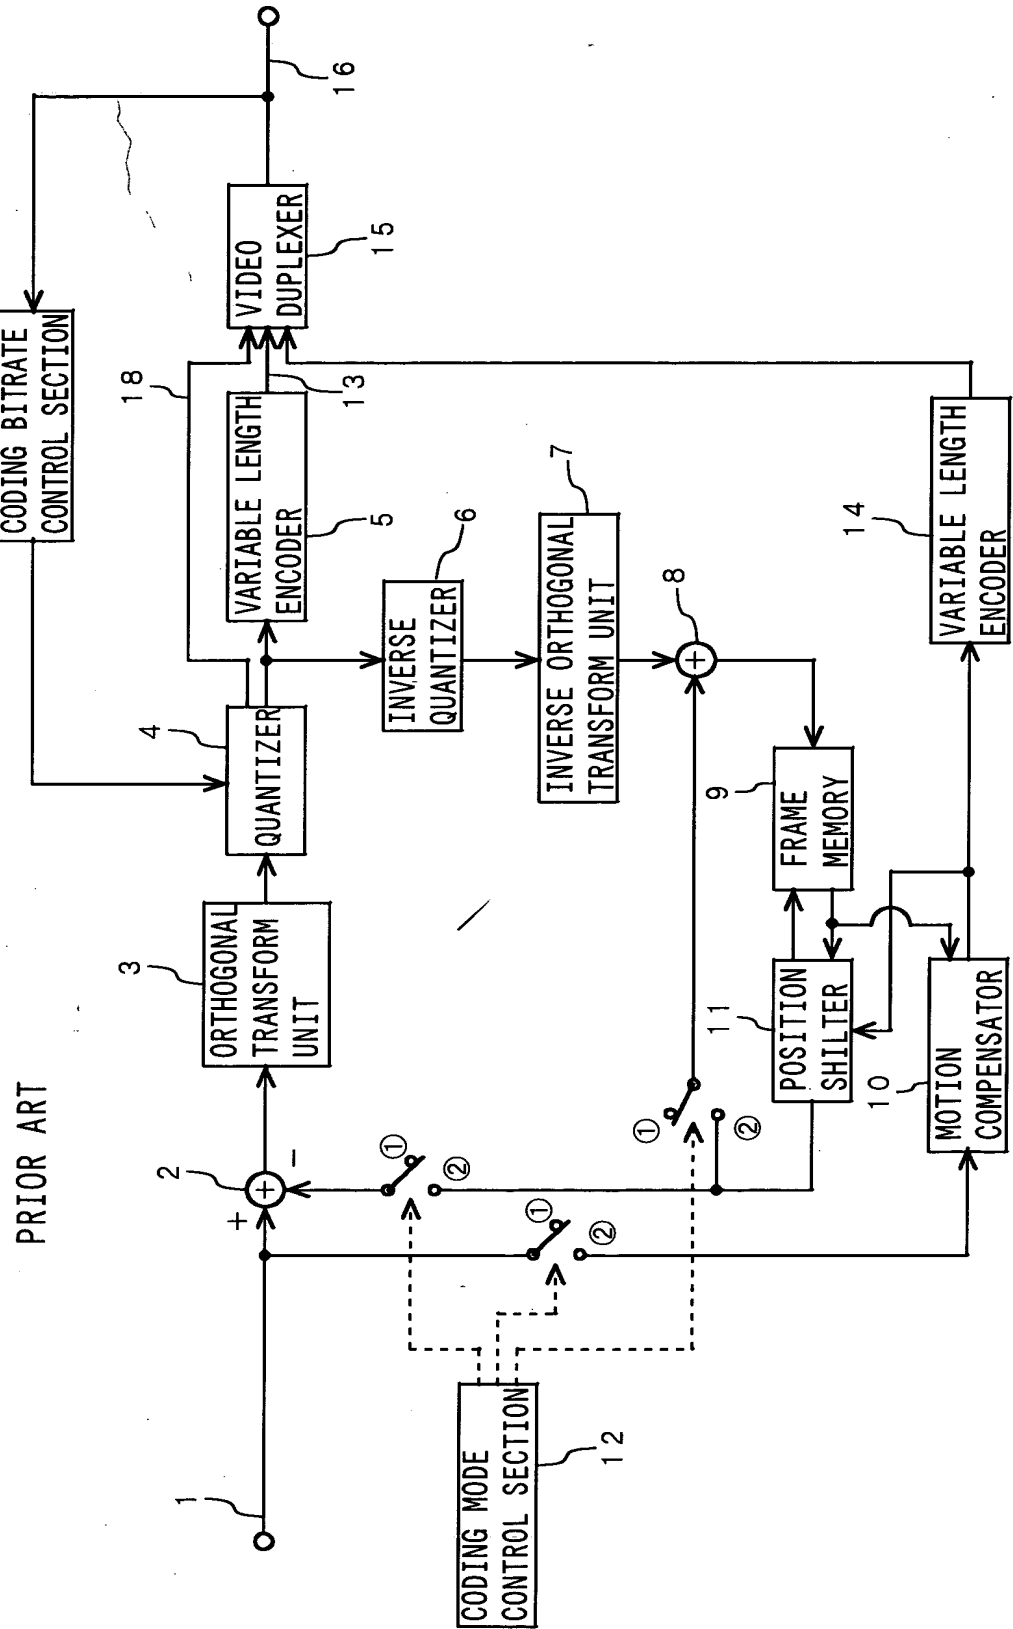 PRIOR ART
1
+
2
+
−
3
ORTHOGONAL
TRANSFORM
UNIT
4
QUANTIZER
CODING BITRATE
CONTROL SECTION
18
VARIABLE LENGTH
ENCODER
5
13
VIDEO
DUPLEXER
15
16
①
②
INVERSE
QUANTIZER
6
①
②
INVERSE ORTHOGONAL
TRANSFORM UNIT
7
CODING MODE
CONTROL SECTION
12
①
②
+
8
11
POSITION
SHILTER
9
FRAME
MEMORY
10
MOTION
COMPENSATOR
14
VARIABLE LENGTH
ENCODER